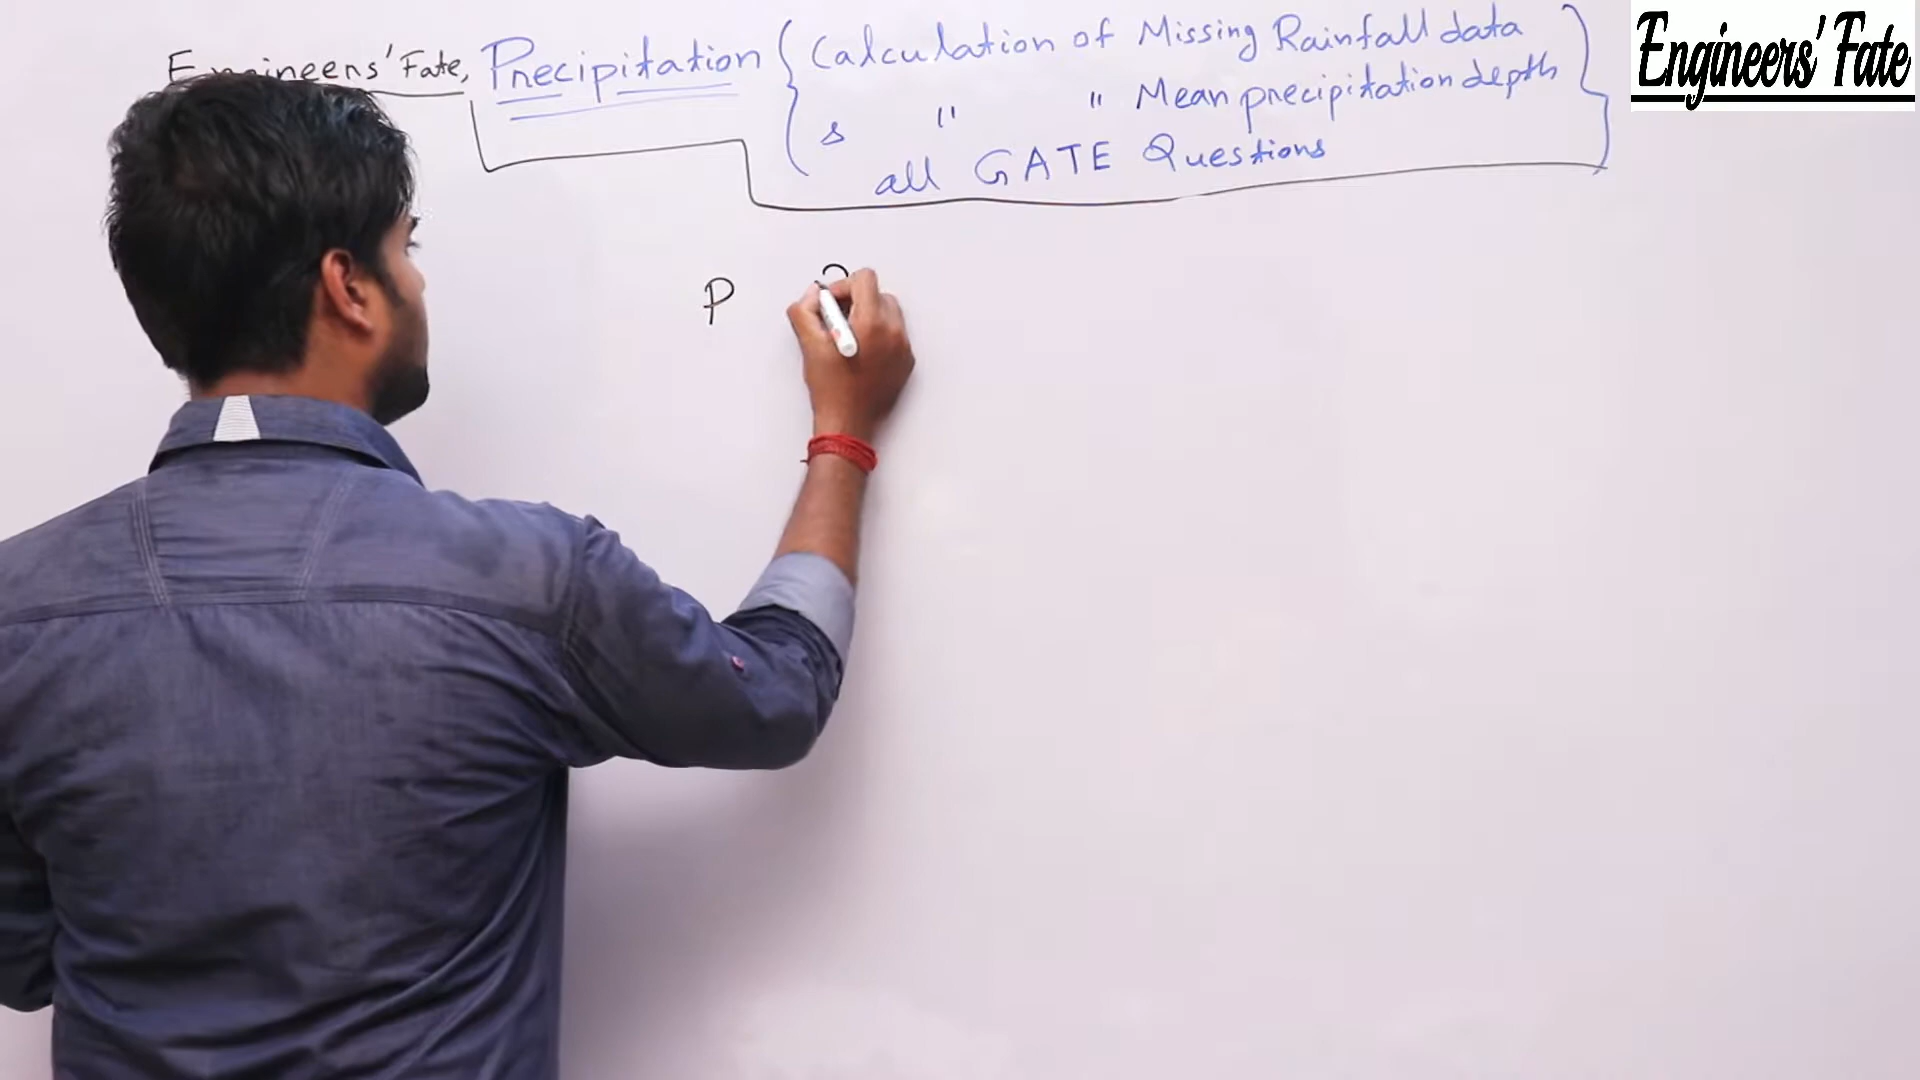 Engineers' Fate, Precipitation { Calculation of Missing Rainfall data
& " " Mean precipitation depth
all GATE Questions }
Engineers' Fate
P